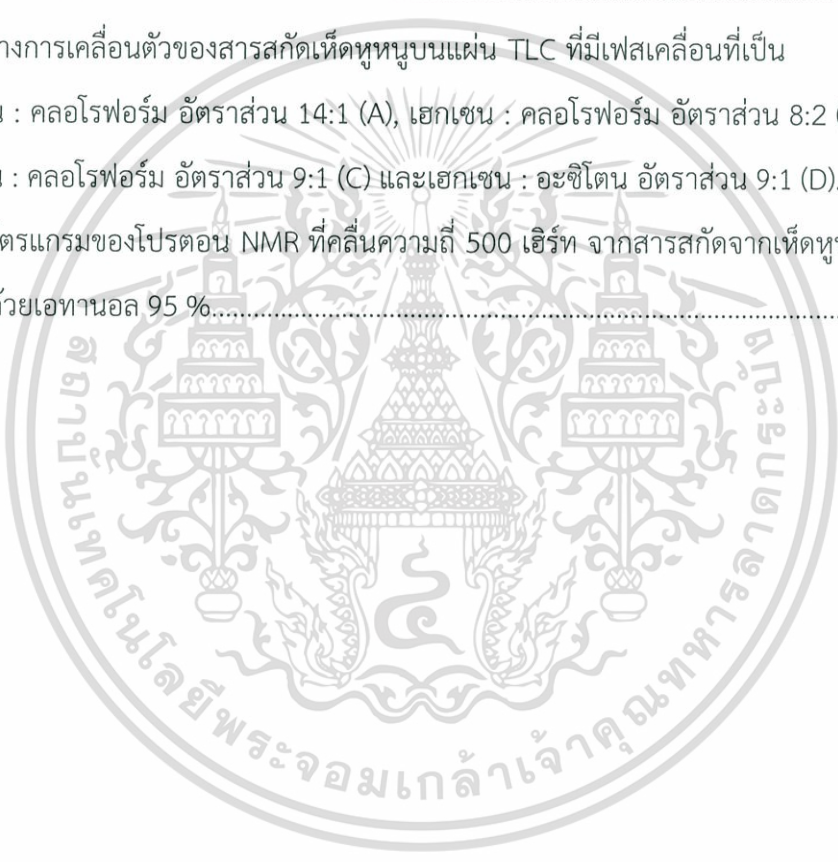 างการเคลื่อนตัวของสารสกัดเห็ดหูหนูบนแผ่น TLC ที่มีเฟสเคลื่อนที่เป็น
: คลอโรฟอร์ม อัตราส่วน 14:1 (A), เฮกเซน : คลอโรฟอร์ม อัตราส่วน 8:2
: คลอโรฟอร์ม อัตราส่วน 9:1 (C) และเฮกเซน : อะซิโตน อัตราส่วน 9:1 (D).
ตรแกรมของโปรตอน NMR ที่คลื่นความถี่ 500 เฮิร์ท จากสารสกัดจากเห็ดหู
ด้วยเอทานอล 95 %
สถาบันเทคโนโลยีพระจอมเกล้าเจ้าคุณทหารลาดกระบัง